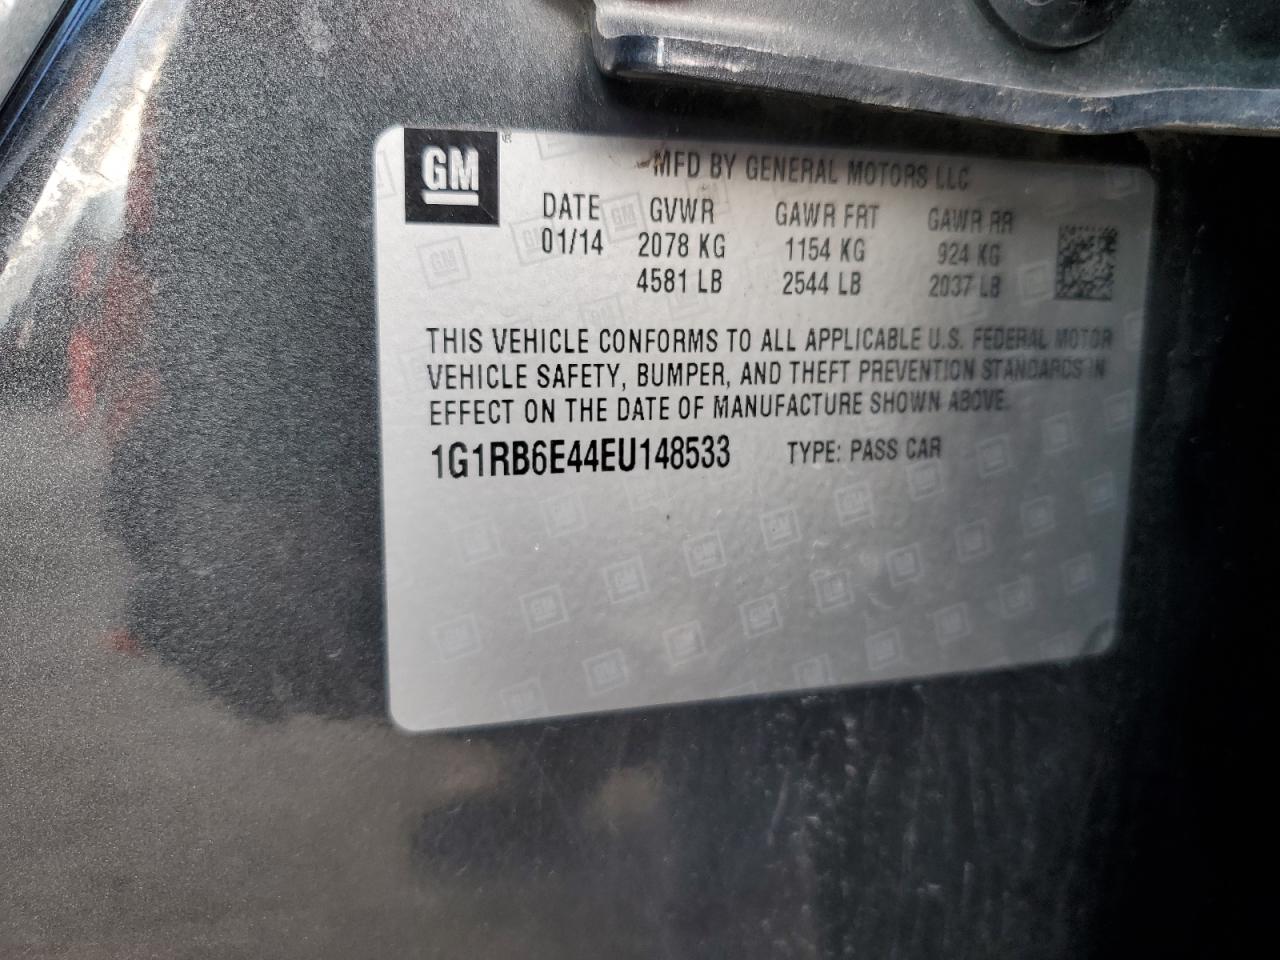 GM
MFD BY GENERAL MOTORS LLC
DATE GVWR GAWR FRT GAWR RR
01/14 2078 KG 1154 KG 924 KG
4581 LB 2544 LB 2037 LB
THIS VEHICLE CONFORMS TO ALL APPLICABLE U.S. FEDERAL MOTOR
VEHICLE SAFETY, BUMPER, AND THEFT PREVENTION STANDARDS IN
EFFECT ON THE DATE OF MANUFACTURE SHOWN ABOVE.
1G1RB6E44EU148533 TYPE: PASS CAR